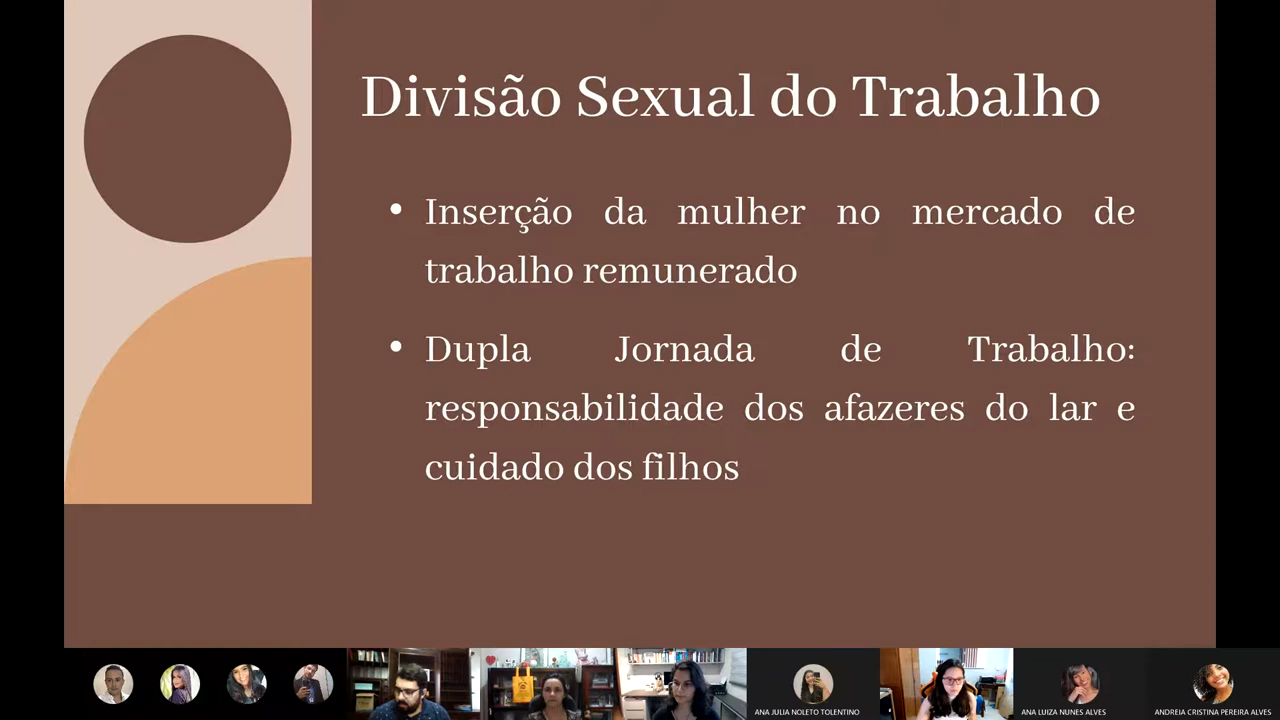 Divisão Sexual do Trabalho
• Inserção da mulher no mercado de
trabalho remunerado
• Dupla Jornada de Trabalho:
responsabilidade dos afazeres do lar e
cuidado dos filhos
ANA JULIA NOLETO TOLENTINO
ANA LUIZA NUNES ALVES
ANDREIA CRISTINA PEREIRA ALVES